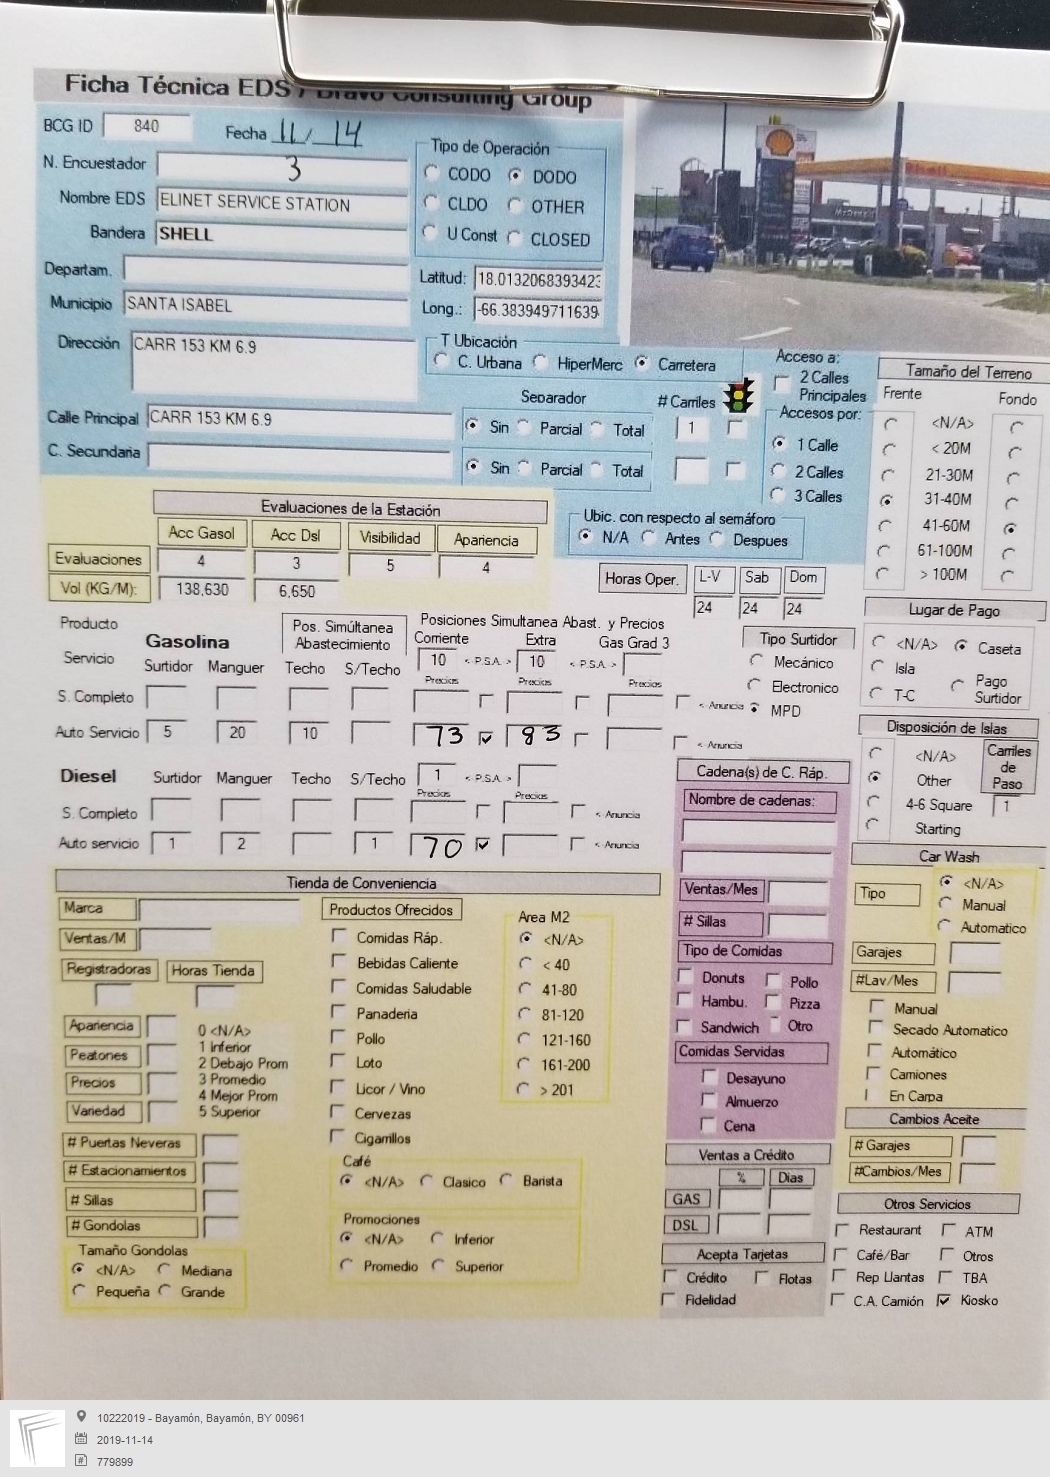 Ficha Técnica EDS / Bravo Consulting Group
BCG ID 840 Fecha 11/ 14
N. Encuestador 3
Nombre EDS ELINET SERVICE STATION
Bandera SHELL
Departam.
Municipio SANTA ISABEL
Dirección CARR 153 KM 6.9
Calle Principal CARR 153 KM 6.9
C. Secundaria
Tipo de Operación
CODO DODO
CLDO OTHER
U Const CLOSED
Latitud: 18.0132068393423
Long.: -66.383949711639
T Ubicación
C. Urbana HiperMerc Carretera
Separador # Carriles
Sin Parcial Total 1
Sin Parcial Total
Acceso a:
2 Calles
Principales
Accesos por:
1 Calle
2 Calles
3 Calles
Ubic. con respecto al semáforo
N/A Antes Despues
Tamaño del Terreno
Frente Fondo
<N/A>
< 20M
21-30M
31-40M
41-60M
61-100M
> 100M
Evaluaciones de la Estación
Acc Gasol Acc Dsl Visibilidad Apariencia
Evaluaciones 4 3 5 4
Vol (KG/M): 138,630 6,650
Horas Oper. L-V Sab Dom
24 24 24
Lugar de Pago
<N/A> Caseta
Isla
T-C
Pago
Surtidor
Producto
Gasolina
Pos. Simúltanea
Abastecimiento
Posiciones Simultanea Abast. y Precios
Corriente Extra Gas Grad 3
Servicio Surtidor Manguer Techo S/Techo 10 < P.S.A. > 10 < P.S.A. >
Precios Precios Precios
S. Completo < Anuncia
Auto Servicio 5 20 10 73 83 < Anuncia
Tipo Surtidor
Mecánico
Electronico
MPD
Disposición de Islas
<N/A>
Other
4-6 Square
Starting
Carriles
de
Paso
1
Diesel Surtidor Manguer Techo S/Techo 1 < P.S.A. >
Precios Precios
S. Completo < Anuncia
Auto servicio 1 2 1 70 < Anuncia
Cadena(s) de C. Ráp.
Nombre de cadenas:
Ventas/Mes
# Sillas
Tipo de Comidas
Donuts Pollo
Hambu. Pizza
Sandwich Otro
Comidas Servidas
Desayuno
Almuerzo
Cena
Car Wash
Tipo
<N/A>
Manual
Automatico
Garajes
#Lav/Mes
Manual
Secado Automatico
Automático
Camiones
En Carpa
Cambios Aceite
# Garajes
#Cambios/Mes
Tienda de Conveniencia
Marca
Ventas/M
Registradoras Horas Tienda
Apariencia
Peatones
Precios
Variedad
0 <N/A>
1 Inferior
2 Debajo Prom
3 Promedio
4 Mejor Prom
5 Superior
# Puertas Neveras
# Estacionamientos
# Sillas
# Gondolas
Tamaño Gondolas
<N/A> Mediana
Pequeña Grande
Productos Ofrecidos
Comidas Ráp.
Bebidas Caliente
Comidas Saludable
Panaderia
Pollo
Loto
Licor / Vino
Cervezas
Cigarrillos
Area M2
<N/A>
< 40
41-80
81-120
121-160
161-200
> 201
Café
<N/A> Clasico Barista
Promociones
<N/A> Inferior
Promedio Superior
Ventas a Crédito
% Dias
GAS
DSL
Acepta Tarjetas
Crédito Flotas
Fidelidad
Otros Servicios
Restaurant ATM
Café/Bar Otros
Rep Llantas TBA
C.A. Camión Kiosko
10222019 - Bayamón, Bayamón, BY 00961
2019-11-14
779899